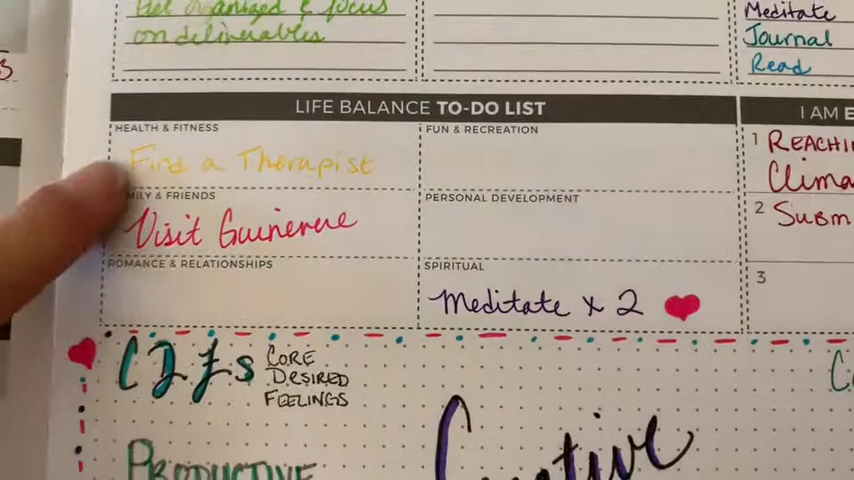 Get organized & focus
on deliverables
Meditate
Journal
Read
LIFE BALANCE TO-DO LIST
I AM
HEALTH & FITNESS
Find a Therapist
FUN & RECREATION
1 REACHIN
CLIMA
MILY & FRIENDS
Visit Guinevene
PERSONAL DEVELOPMENT
2 SUBM
ROMANCE & RELATIONSHIPS
SPIRITUAL
Meditate x 2
3
CDFs CORE
DESIRED
FEELINGS
PRODUCTIVE
Creative